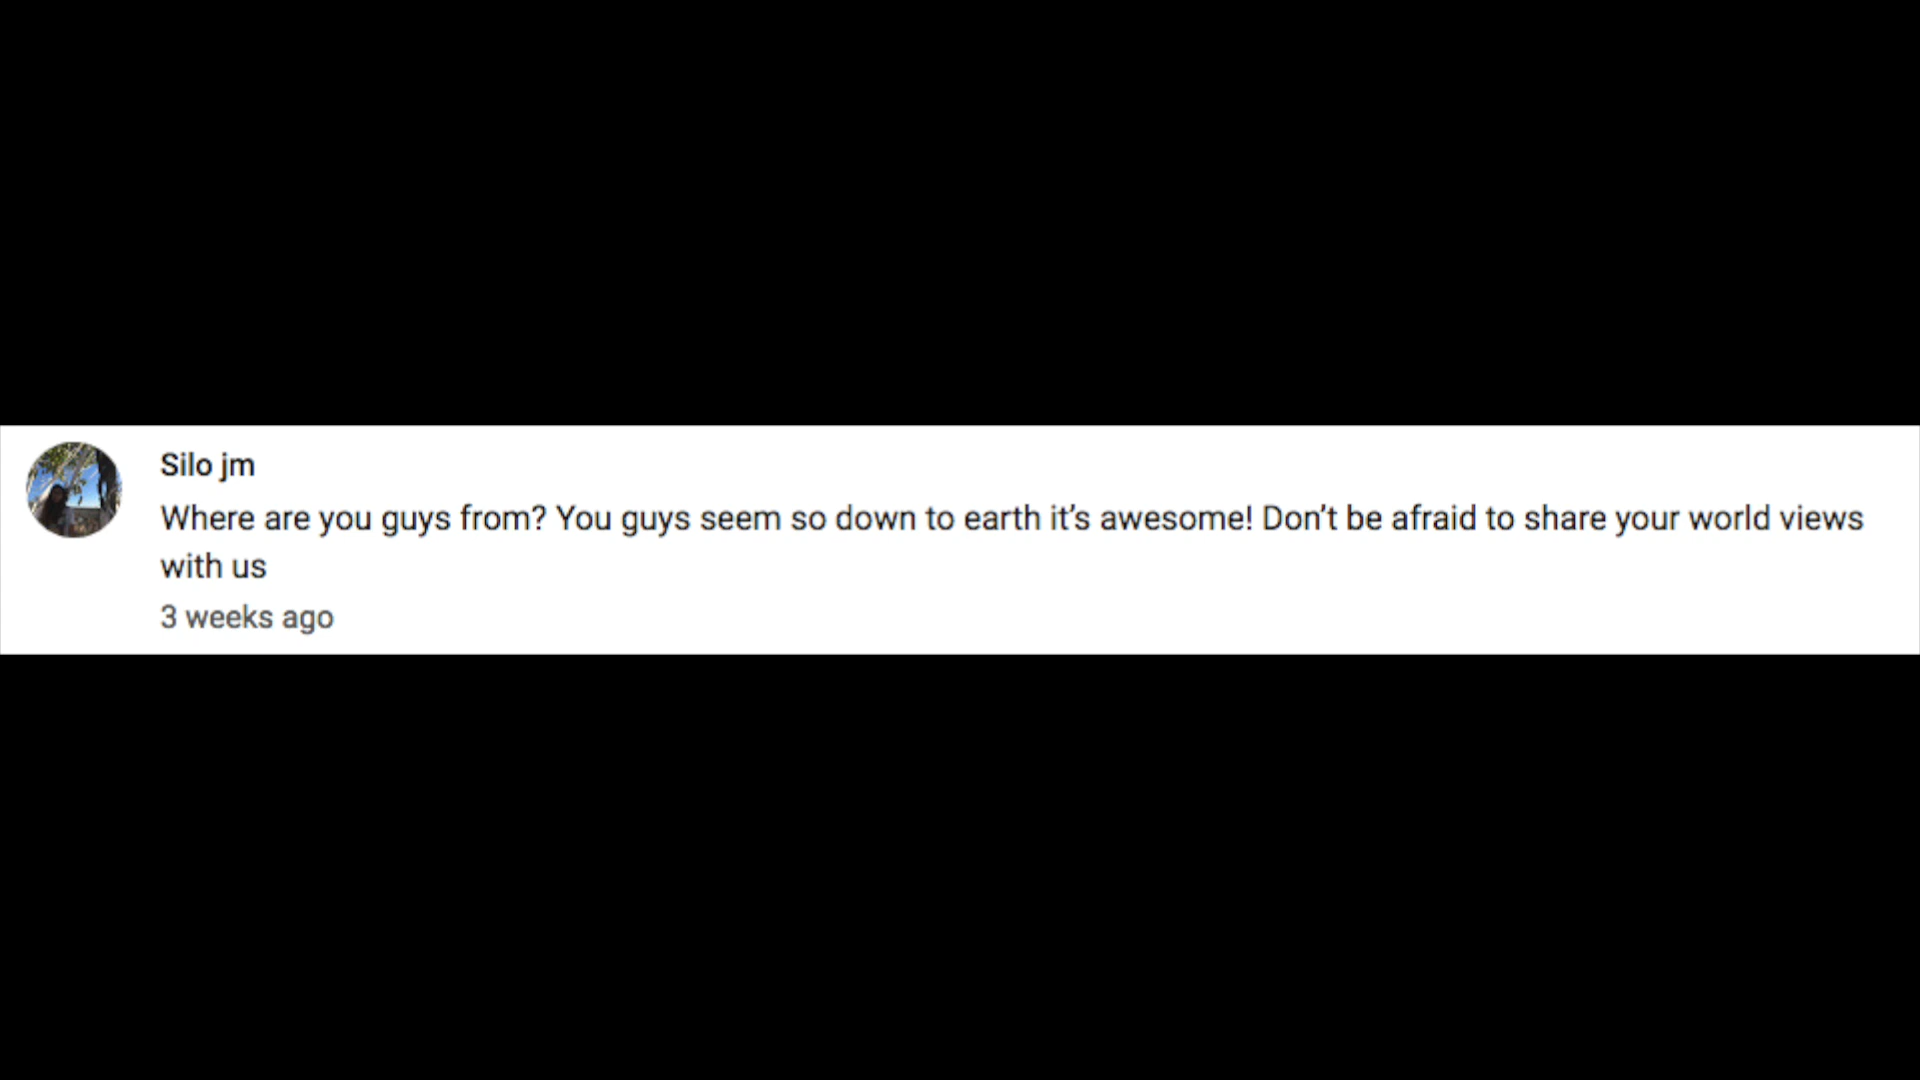 Silo jm
Where are you guys from? You guys seem so down to earth it’s awesome! Don’t be afraid to share your world views
with us
3 weeks ago